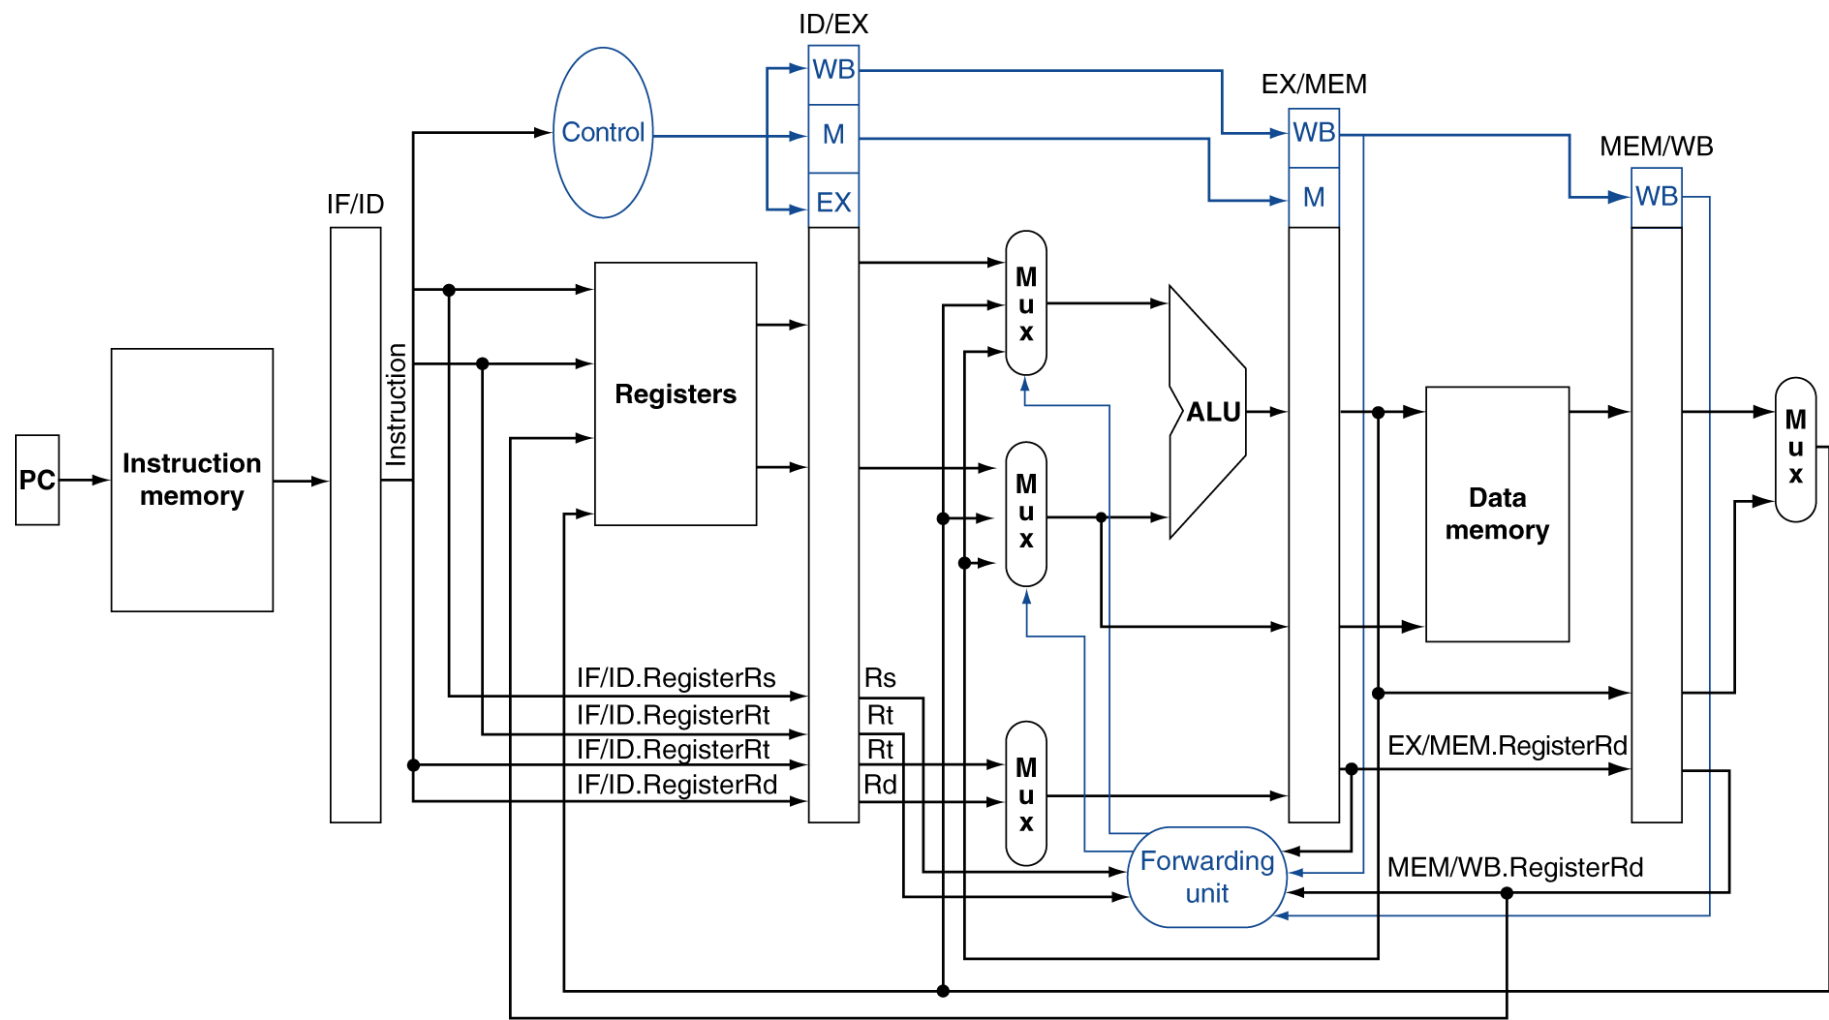 ID/EX
WB
M
EX
Control
EX/MEM
WB
M
MEM/WB
WB
IF/ID
PC
Instruction
memory
Instruction
Registers
M
u
x
M
u
x
ALU
Data
memory
M
u
x
IF/ID.RegisterRs
IF/ID.RegisterRt
IF/ID.RegisterRt
IF/ID.RegisterRd
Rs
Rt
Rt
Rd
M
u
x
EX/MEM.RegisterRd
Forwarding
unit
MEM/WB.RegisterRd